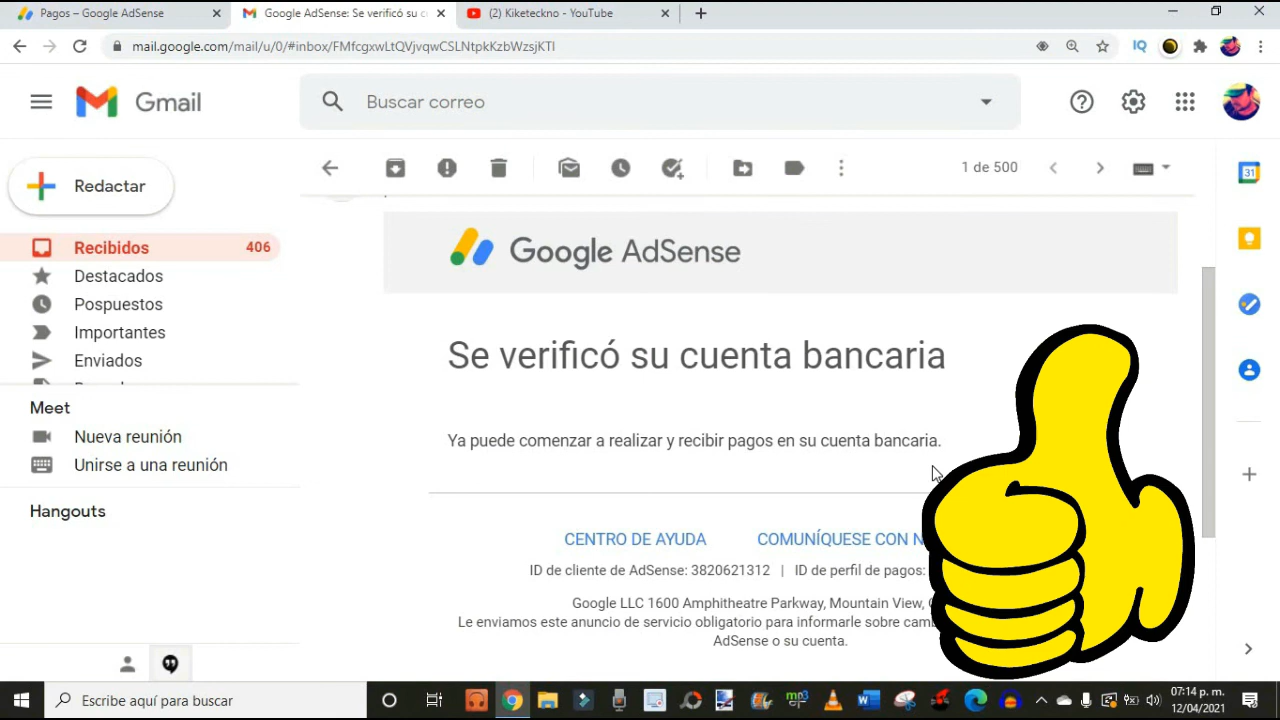 Pagos – Google AdSense
Google AdSense: Se verificó su c
(2) Kiketeckno - YouTube
mail.google.com/mail/u/0/#inbox/FMfcgxwLtQVjvqwCSLNtpkKzbWzsjKTl
IQ
Gmail
Buscar correo
Redactar
1 de 500
31
Recibidos 406
Destacados
Pospuestos
Importantes
Enviados
Meet
Nueva reunión
Unirse a una reunión
Hangouts
Google AdSense
Se verificó su cuenta bancaria
Ya puede comenzar a realizar y recibir pagos en su cuenta bancaria.
CENTRO DE AYUDA COMUNÍQUESE CON N
ID de cliente de AdSense: 3820621312 | ID de perfil de pagos:
Google LLC 1600 Amphitheatre Parkway, Mountain View,
Le enviamos este anuncio de servicio obligatorio para informarle sobre cam
AdSense o su cuenta.
Escribe aquí para buscar
mp3
07:14 p. m.
12/04/2021